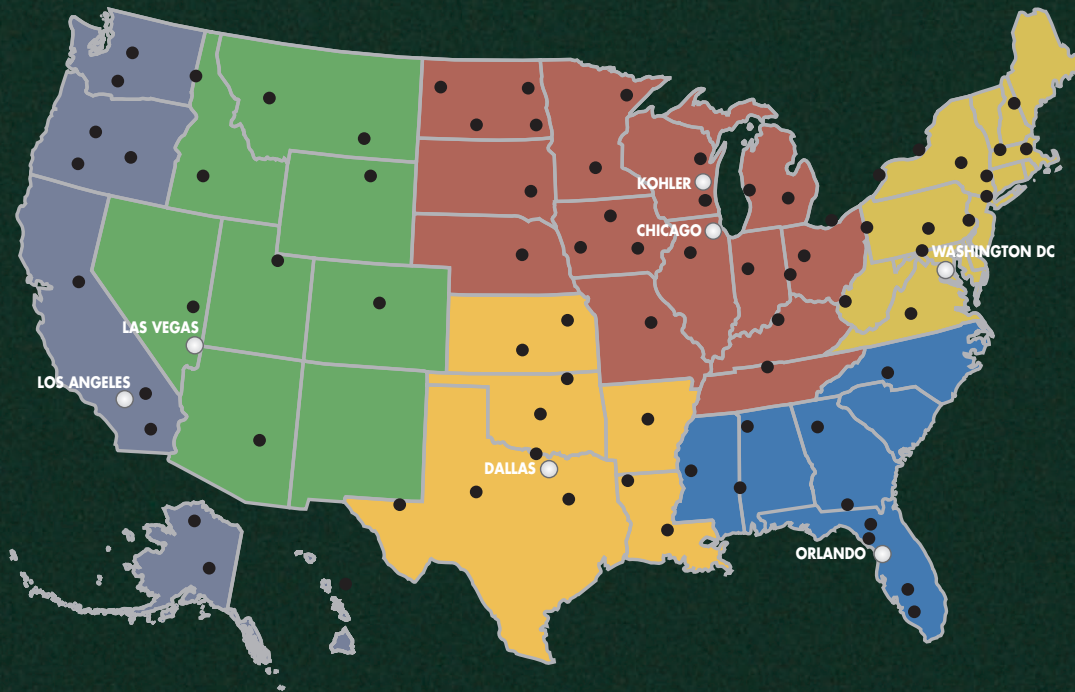 KOHLER
CHICAGO
WASHINGTON DC
LAS VEGAS
LOS ANGELES
DALLAS
ORLANDO